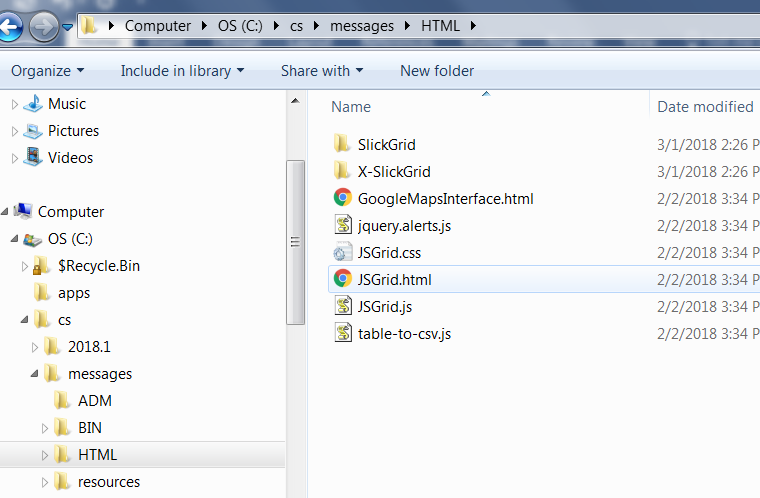 Computer OS (C:) cs messages HTML
Organize Include in library Share with New folder
Music
Pictures
Videos
Computer
OS (C:)
$Recycle.Bin
apps
cs
2018.1
messages
ADM
BIN
HTML
resources
Name Date modified
SlickGrid 3/1/2018 2:26 P
X-SlickGrid 3/1/2018 2:26 P
GoogleMapsInterface.html 2/2/2018 3:34 P
jquery.alerts.js 2/2/2018 3:34 P
JSGrid.css 2/2/2018 3:34 P
JSGrid.html 2/2/2018 3:34 P
JSGrid.js 2/2/2018 3:34 P
table-to-csv.js 2/2/2018 3:34 P